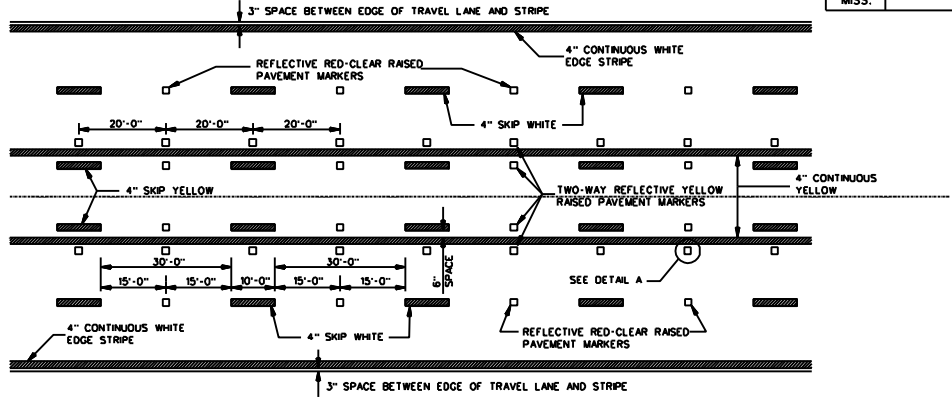 MISS.
3" SPACE BETWEEN EDGE OF TRAVEL LANE AND STRIPE
4" CONTINUOUS WHITE
EDGE STRIPE
REFLECTIVE RED-CLEAR RAISED
PAVEMENT MARKERS
4" SKIP WHITE
20'-0" 20'-0" 20'-0"
4" SKIP YELLOW
TWO-WAY REFLECTIVE YELLOW
RAISED PAVEMENT MARKERS
4" CONTINUOUS
YELLOW
30'-0" 30'-0"
15'-0" 15'-0" 10'-0" 15'-0" 15'-0"
6"
SPACE
SEE DETAIL A
4" CONTINUOUS WHITE
EDGE STRIPE
4" SKIP WHITE
REFLECTIVE RED-CLEAR RAISED
PAVEMENT MARKERS
3" SPACE BETWEEN EDGE OF TRAVEL LANE AND STRIPE